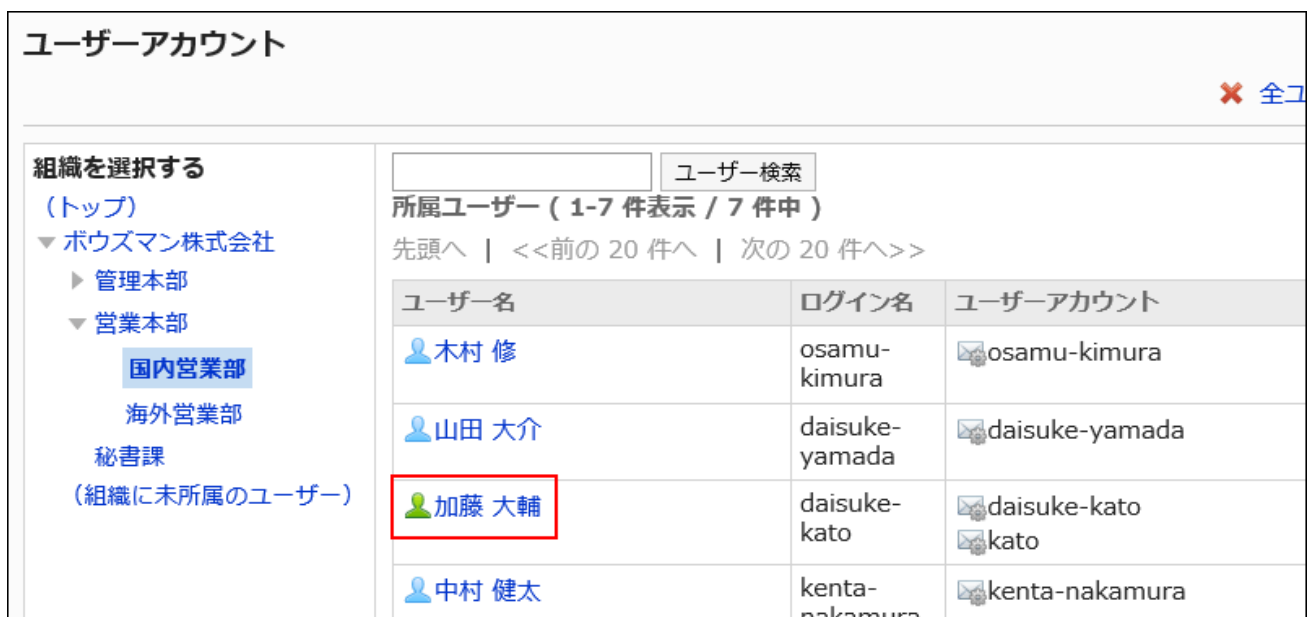 ユーザーアカウント
全ユ
組織を選択する
(トップ)
ボウズマン株式会社
管理本部
営業本部
国内営業部
海外営業部
秘書課
(組織に未所属のユーザー)
ユーザー検索
所属ユーザー ( 1-7 件表示 / 7 件中 )
先頭へ | <<前の 20 件へ | 次の 20 件へ>>
ユーザー名 ログイン名 ユーザーアカウント
木村 修 osamu-kimura osamu-kimura
山田 大介 daisuke-yamada daisuke-yamada
加藤 大輔 daisuke-kato daisuke-kato
kato
中村 健太 kenta-nakamura kenta-nakamura